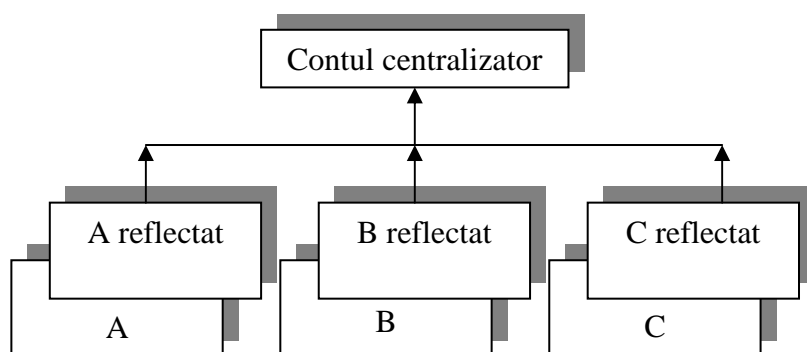 Contul centralizator
A reflectat
B reflectat
C reflectat
A
B
C